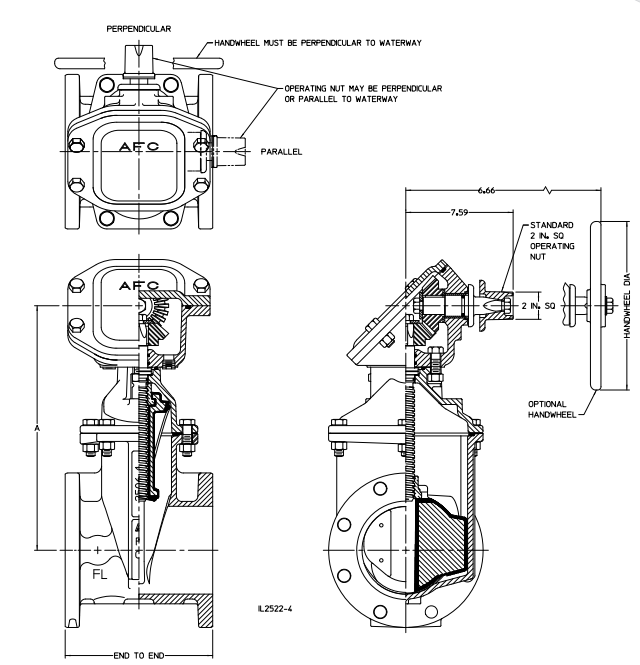 PERPENDICULAR
HANDWHEEL MUST BE PERPENDICULAR TO WATERWAY
OPERATING NUT MAY BE PERPENDICULAR
OR PARALLEL TO WATERWAY
AFC
PARALLEL
6.66
7.59
STANDARD
2 IN. SQ
OPERATING
NUT
AFC
2 IN. SQ
HANDWHEEL DIA
OPTIONAL
HANDWHEEL
A
FL
IL2522-4
END TO END